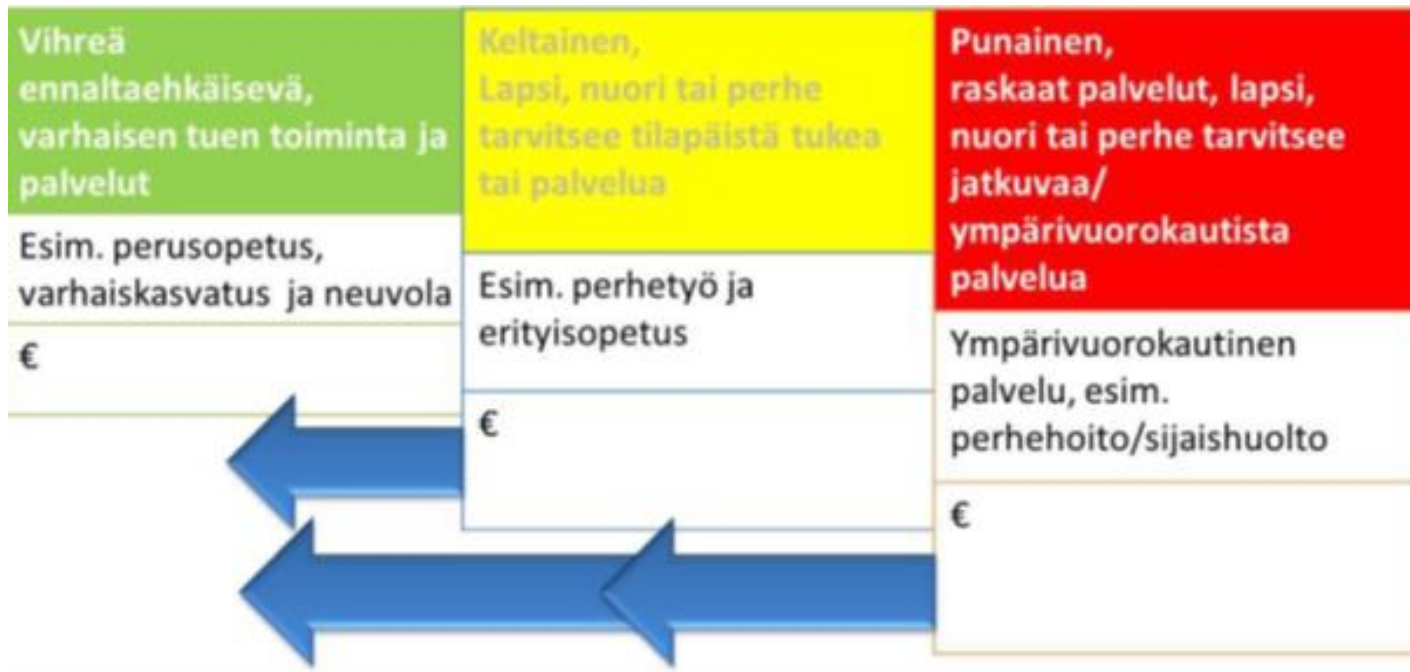 Vihreä
ennaltaehkäisevä,
varhaisen tuen toiminta ja
palvelut
Esim. perusopetus,
varhaiskasvatus ja neuvola
€
Keltainen,
Lapsi, nuori tai perhe
tarvitsee tilapäistä tukea
tai palvelua
Esim. perhetyö ja
erityisopetus
€
Punainen,
raskaat palvelut, lapsi,
nuori tai perhe tarvitsee
jatkuvaa/
ympärivuorokautista
palvelua
Ympärivuorokautinen
palvelu, esim.
perhehoito/sijaishuolto
€